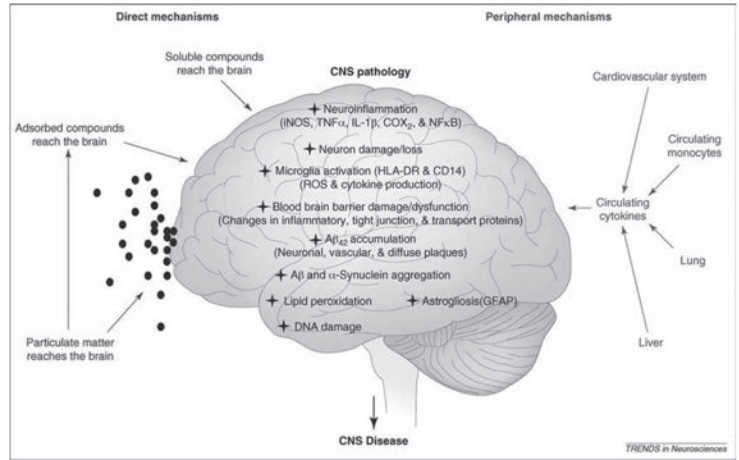 Direct mechanisms
Peripheral mechanisms
Soluble compounds
reach the brain
CNS pathology
Cardiovascular system
Adsorbed compounds
reach the brain
Neuroinflammation
(iNOS, TNFα, IL-1β, COX₂, & NFκB)
Neuron damage/loss
Circulating
monocytes
Microglia activation (HLA-DR & CD14)
(ROS & cytokine production)
Blood brain barrier damage/dysfunction
(Changes in inflammatory, tight junction, & transport proteins)
Circulating
cytokines
Aβ₄₂ accumulation
(Neuronal, vascular, & diffuse plaques)
Aβ and α-Synuclein aggregation
Lung
Lipid peroxidation
Astrogliosis(GFAP)
DNA damage
Particulate matter
reaches the brain
Liver
CNS Disease
TRENDS in Neurosciences